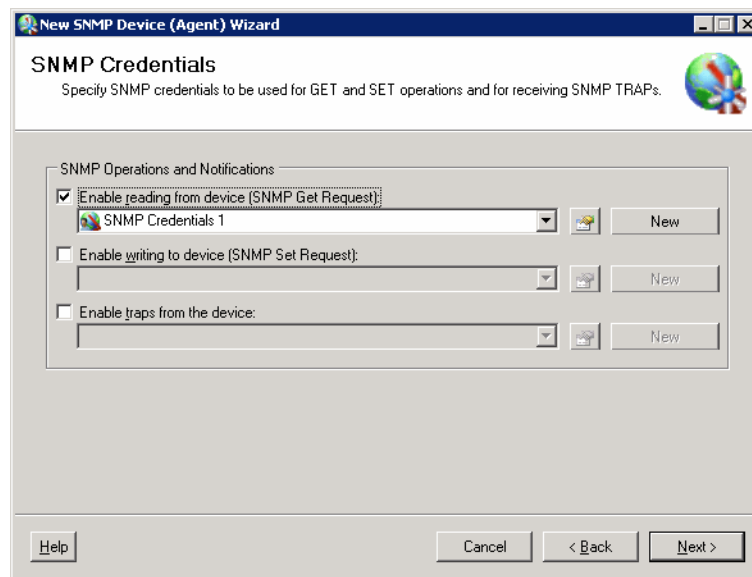 New SNMP Device (Agent) Wizard
SNMP Credentials
Specify SNMP credentials to be used for GET and SET operations and for receiving SNMP TRAPs.
SNMP Operations and Notifications
Enable reading from device (SNMP Get Request):
SNMP Credentials 1
New
Enable writing to device (SNMP Set Request):
New
Enable traps from the device:
New
Help
Cancel
< Back
Next >